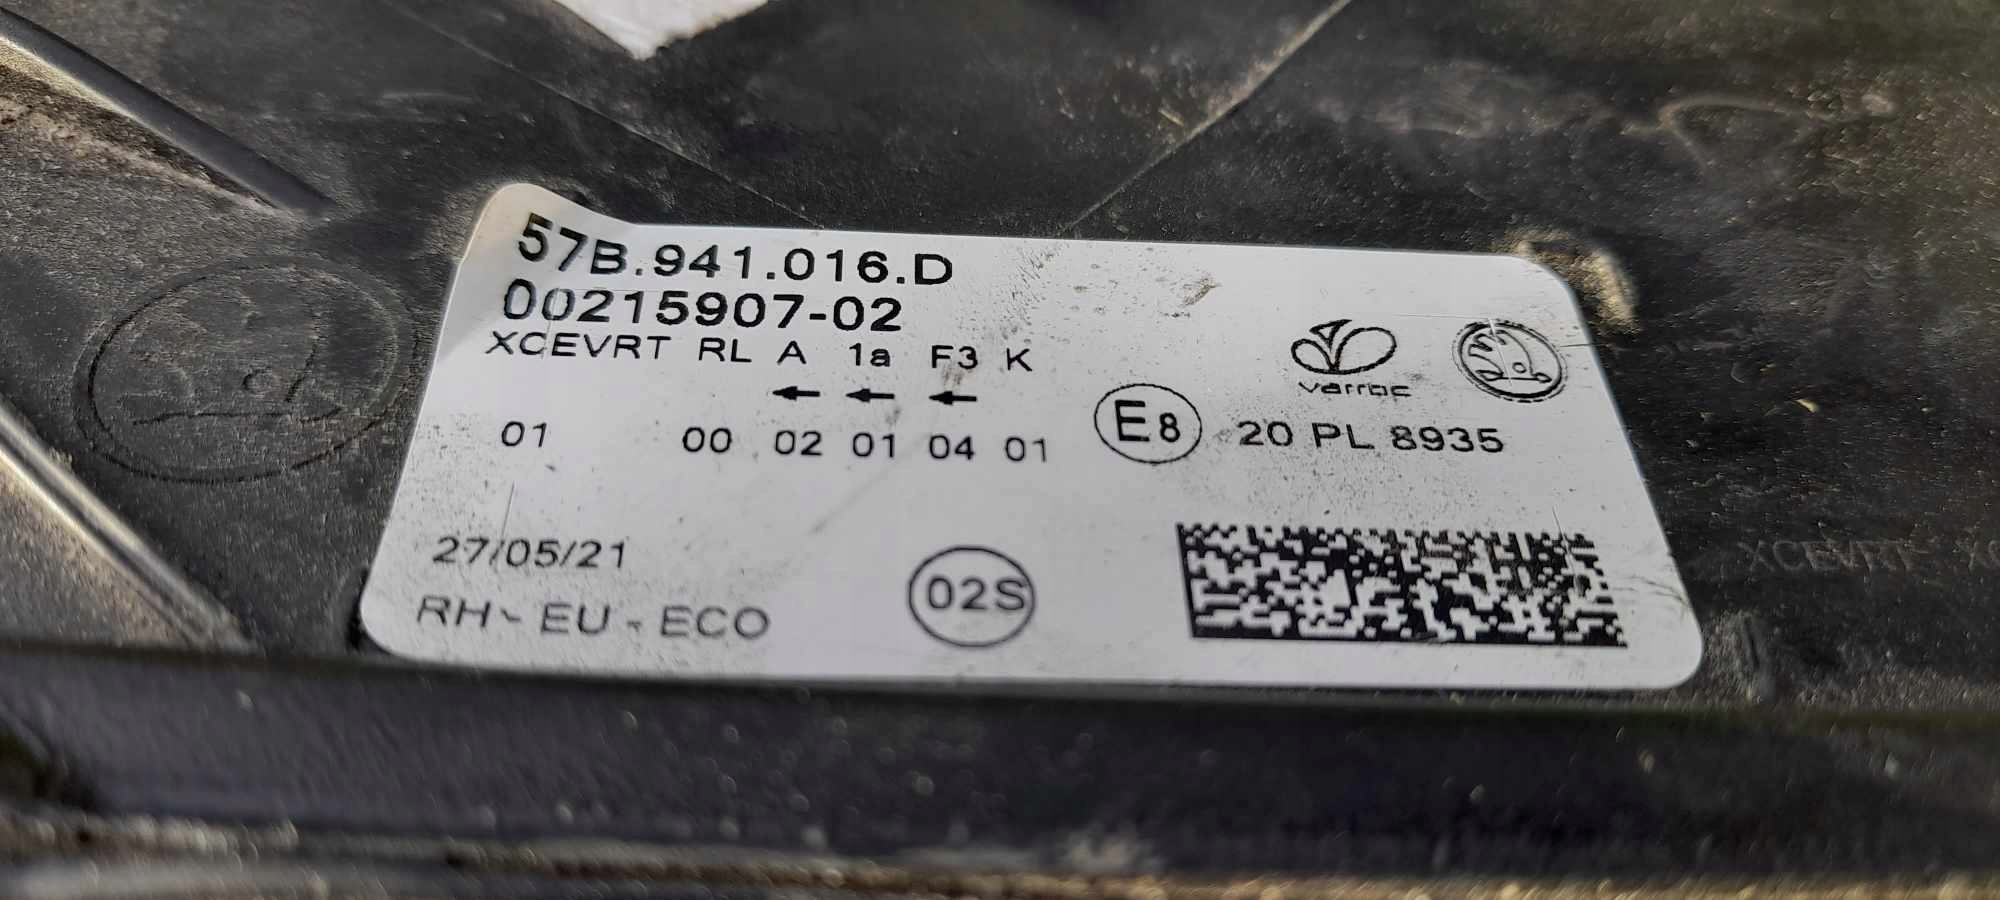 57B.941.016.D
00215907-02
XCEVRT RL A 1a F3 K
← ← ←
01 00 02 01 04 01
varroc
E8 20 PL 8935
27/05/21
RH - EU - ECO
02S
XCEVRT